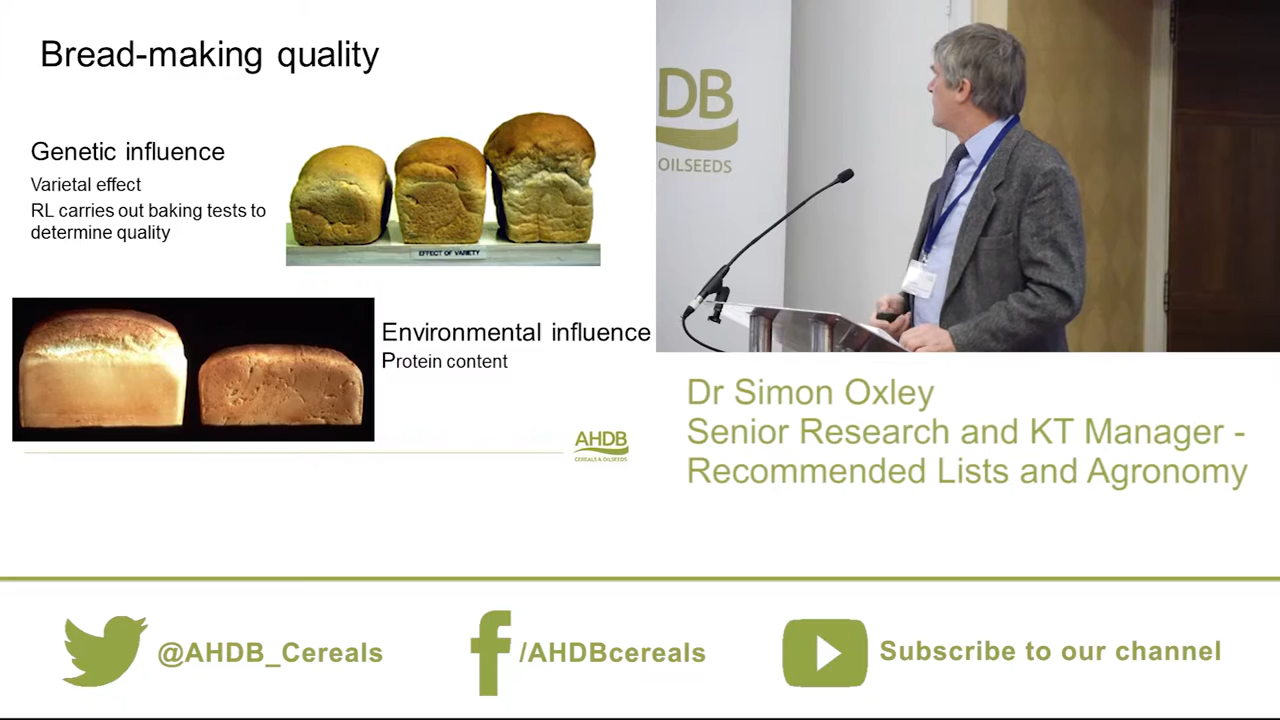 Bread-making quality
Genetic influence
Varietal effect
RL carries out baking tests to
determine quality
EFFECT OF VARIETY
Environmental influence
Protein content
AHDB
CEREALS & OILSEEDS
HDB
OILSEEDS
Dr Simon Oxley
Senior Research and KT Manager -
Recommended Lists and Agronomy
@AHDB_Cereals
/AHDBcereals
Subscribe to our channel